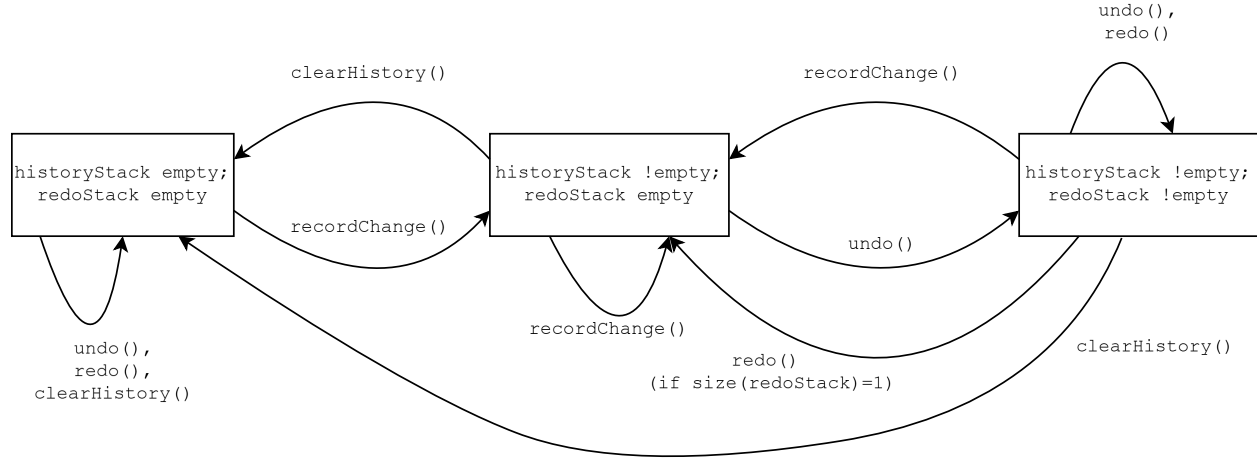 undo(),
redo()
clearHistory()
recordChange()
historyStack empty;
redoStack empty
historyStack !empty;
redoStack empty
historyStack !empty;
redoStack !empty
recordChange()
undo()
recordChange()
undo(),
redo(),
clearHistory()
redo()
(if size(redoStack)=1)
clearHistory()